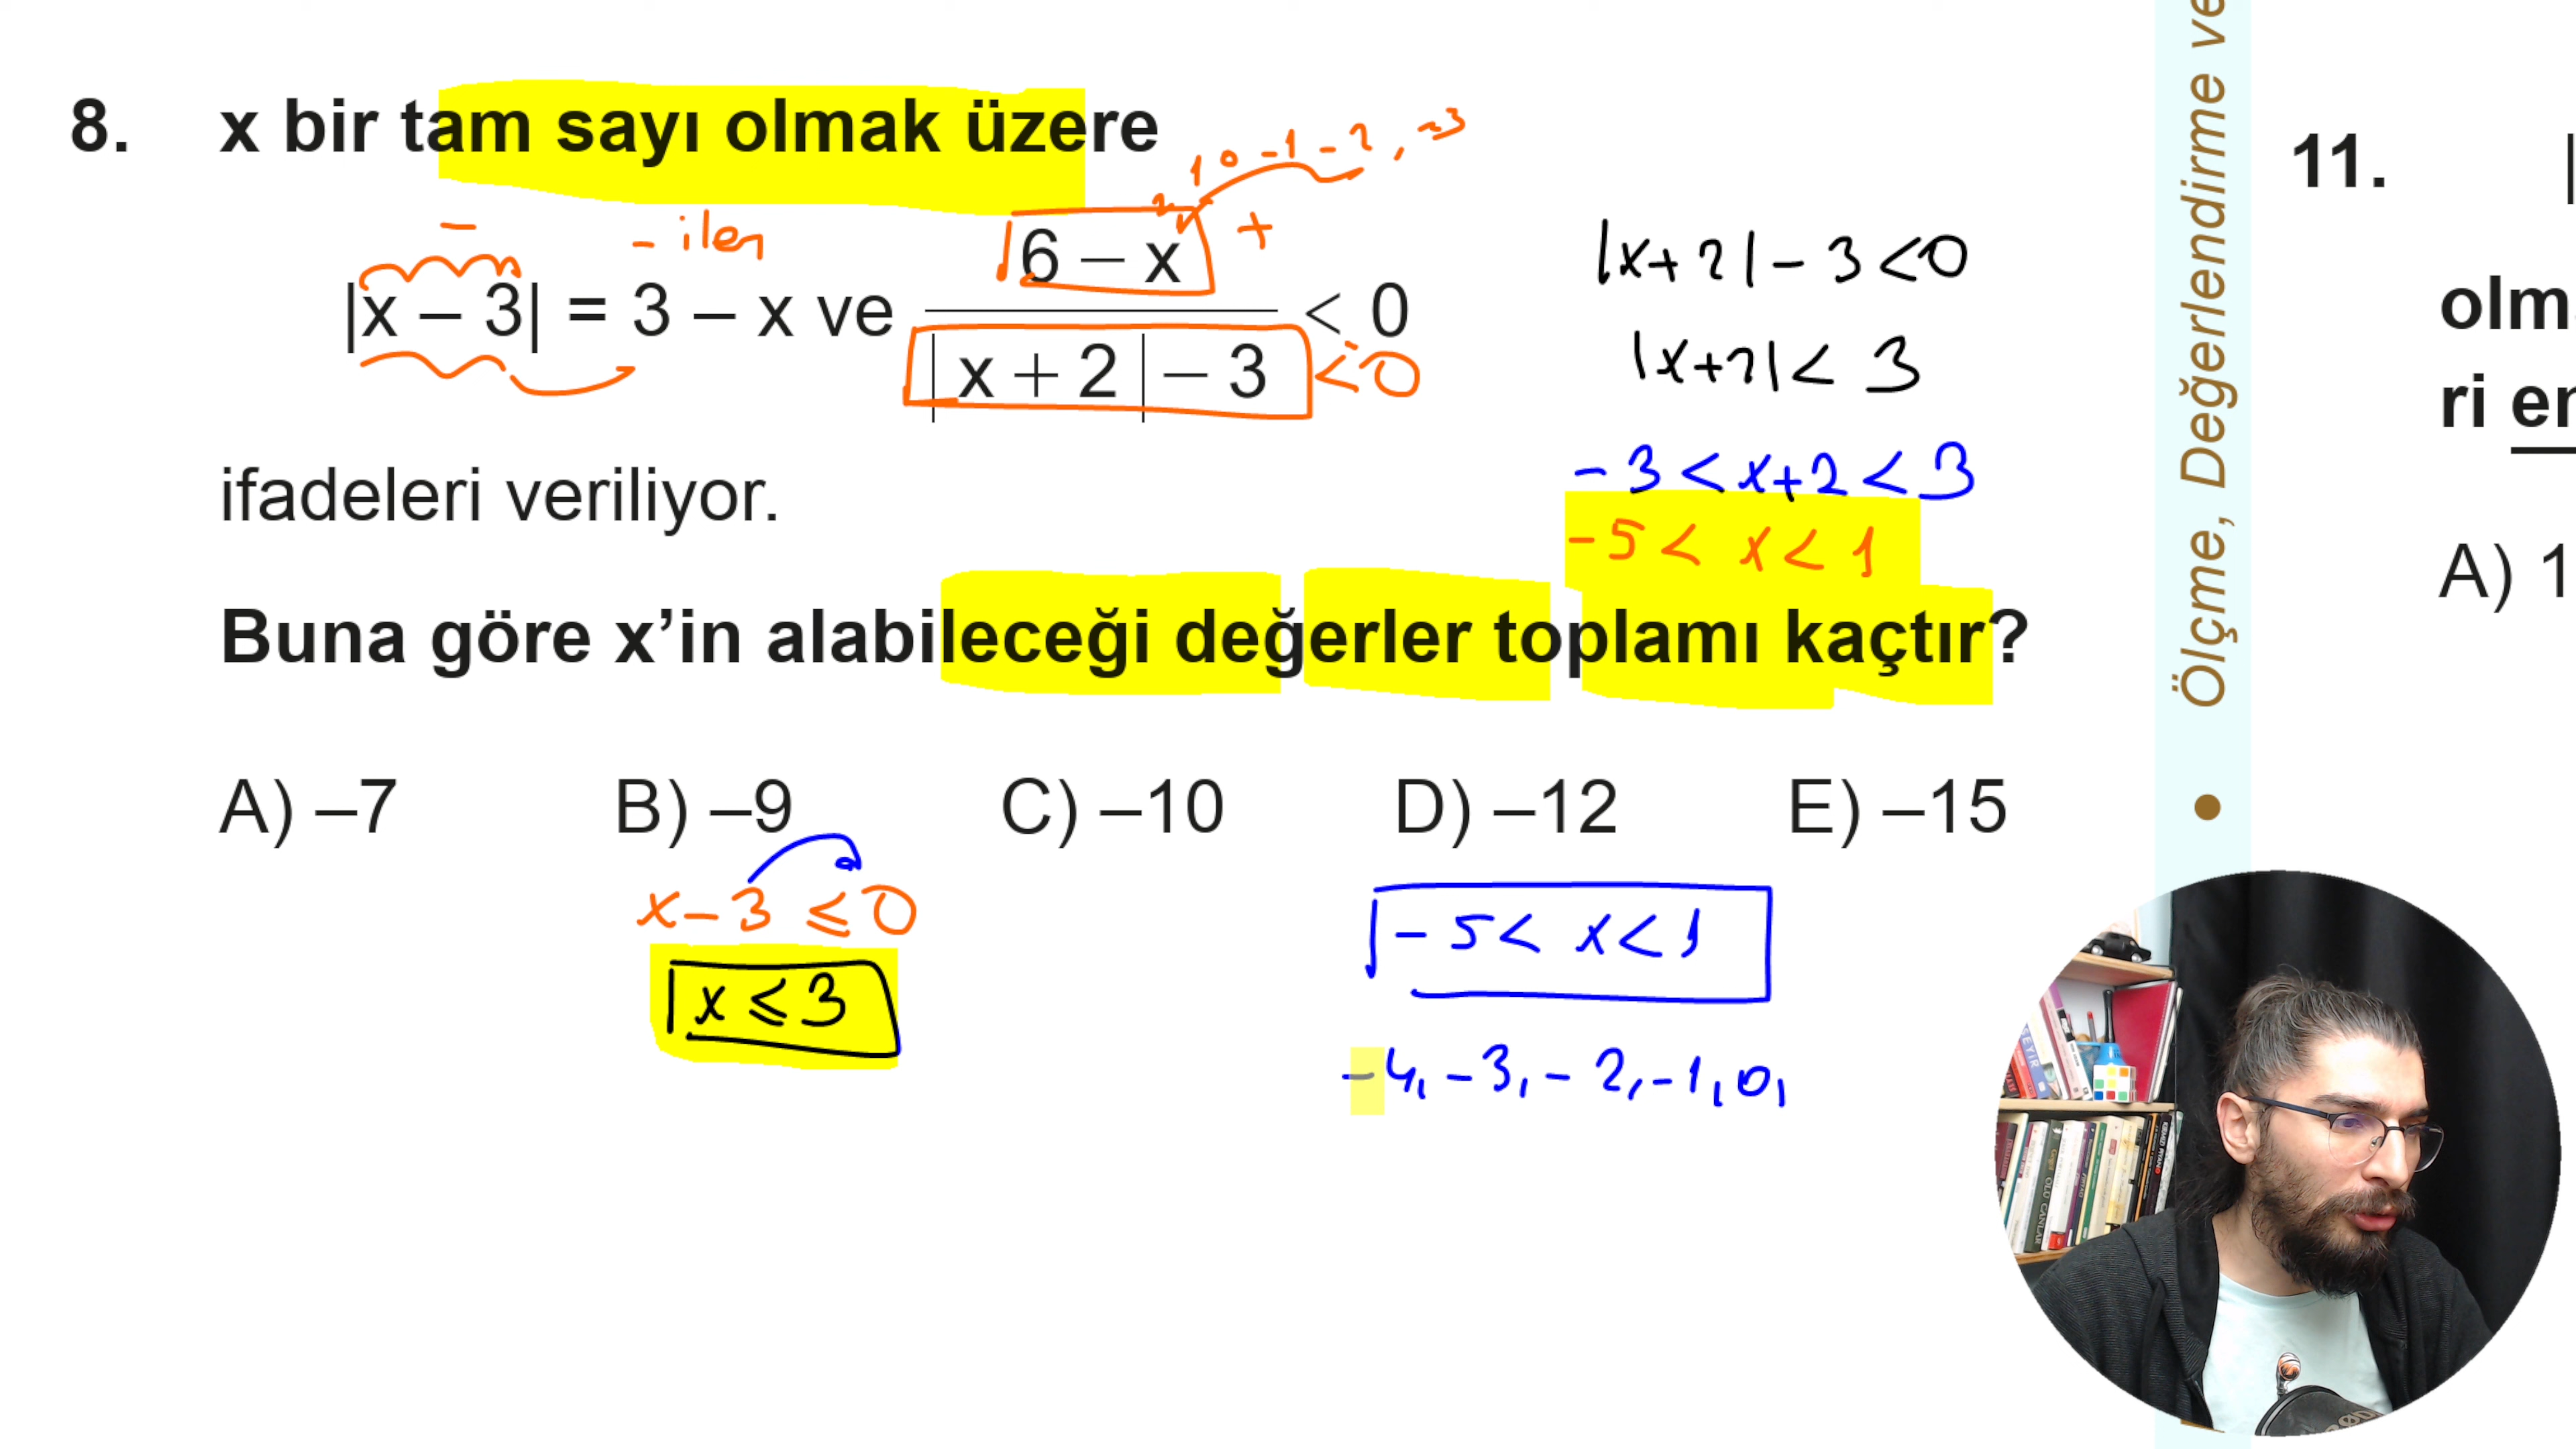 8. x bir tam sayı olmak üzere
1 0 -1 -2, -3
2
- - ilen +
|x – 3| = 3 – x ve (6 – x) / (|x + 2| – 3) < 0
< 0
|x+2| - 3 < 0
|x+2| < 3
-3 < x+2 < 3
-5 < x < 1
ifadeleri veriliyor.
Buna göre x’in alabileceği değerler toplamı kaçtır?
A) –7 B) –9 C) –10 D) –12 E) –15
x - 3 ≤ 0
x ≤ 3
-5 < x < 1
-4, -3, -2, -1, 0,
Ölçme, Değerlendirme ve
11. |
olm
ri en
A) 1